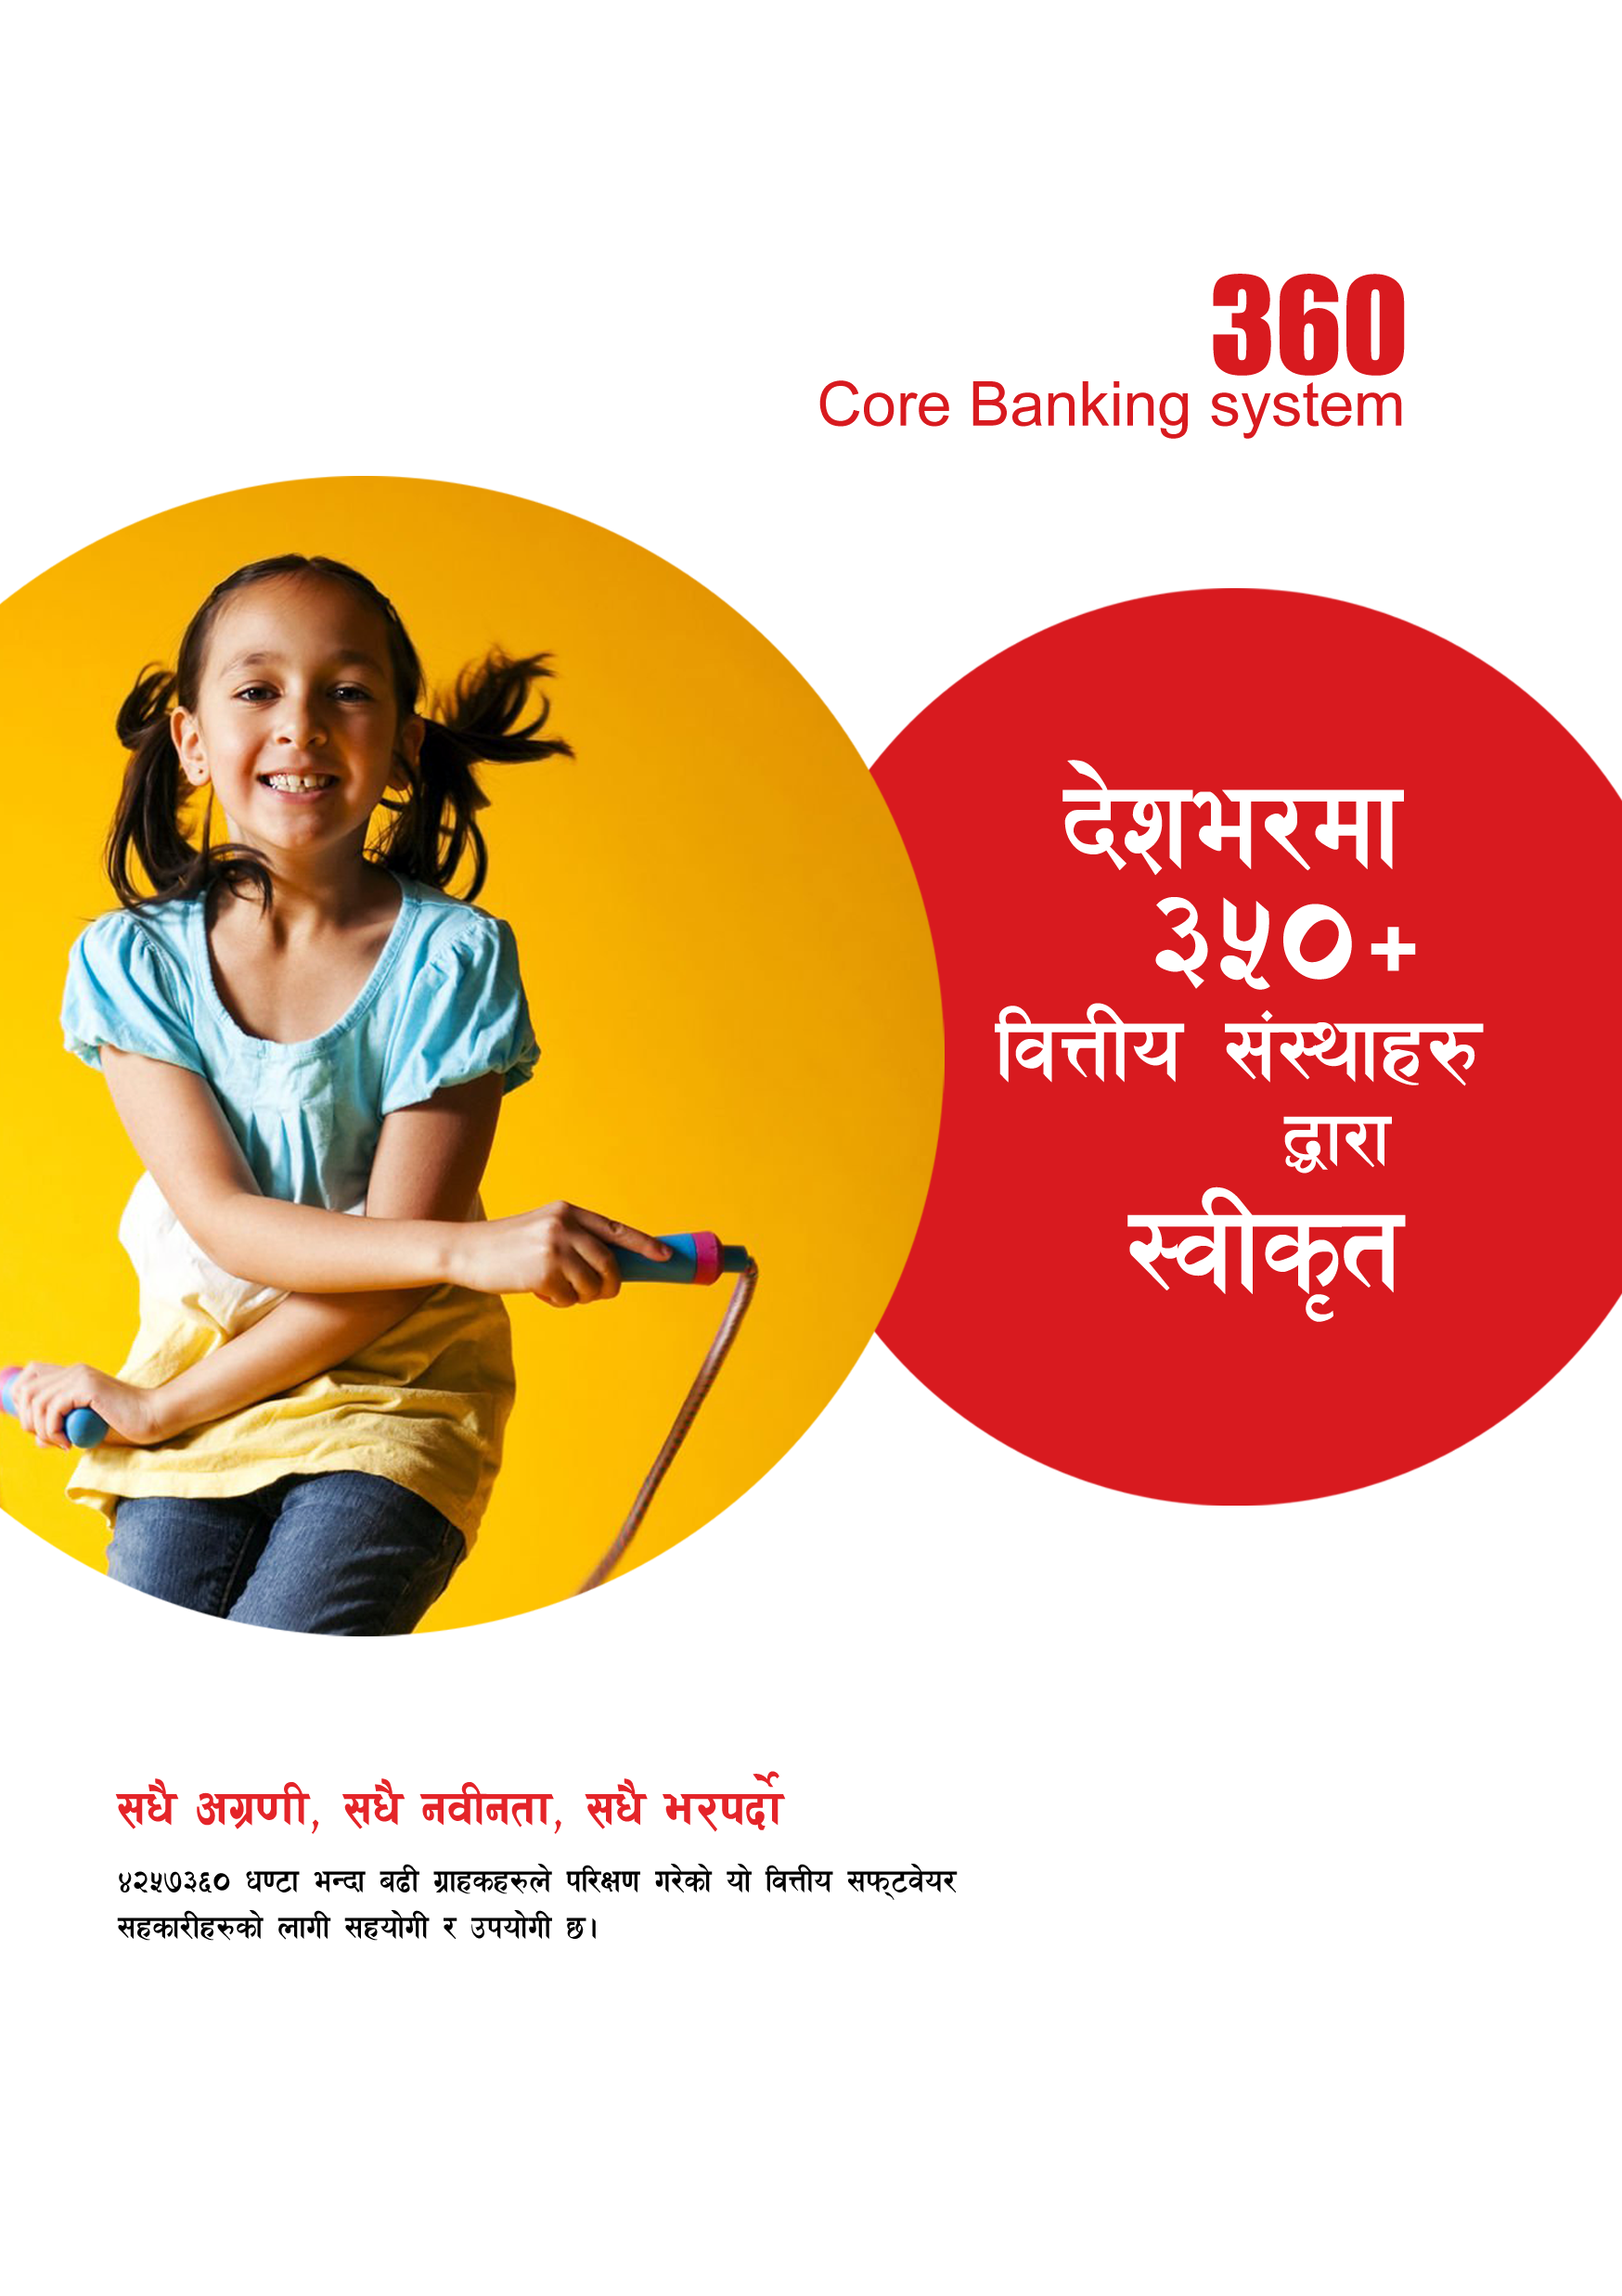 360
Core Banking system
देशभरमा
३५०+
वित्तीय संस्थाहरु
द्वारा
स्वीकृत
सधै अग्रणी, सधै नवीनता, सधै भरपर्दो
४२५७३६० धण्टा भन्दा बढी ग्राहकहरुले परिक्षण गरेको यो वित्तीय सफ्टवेयर
सहकारीहरुको लागी सहयोगी र उपयोगी छ।